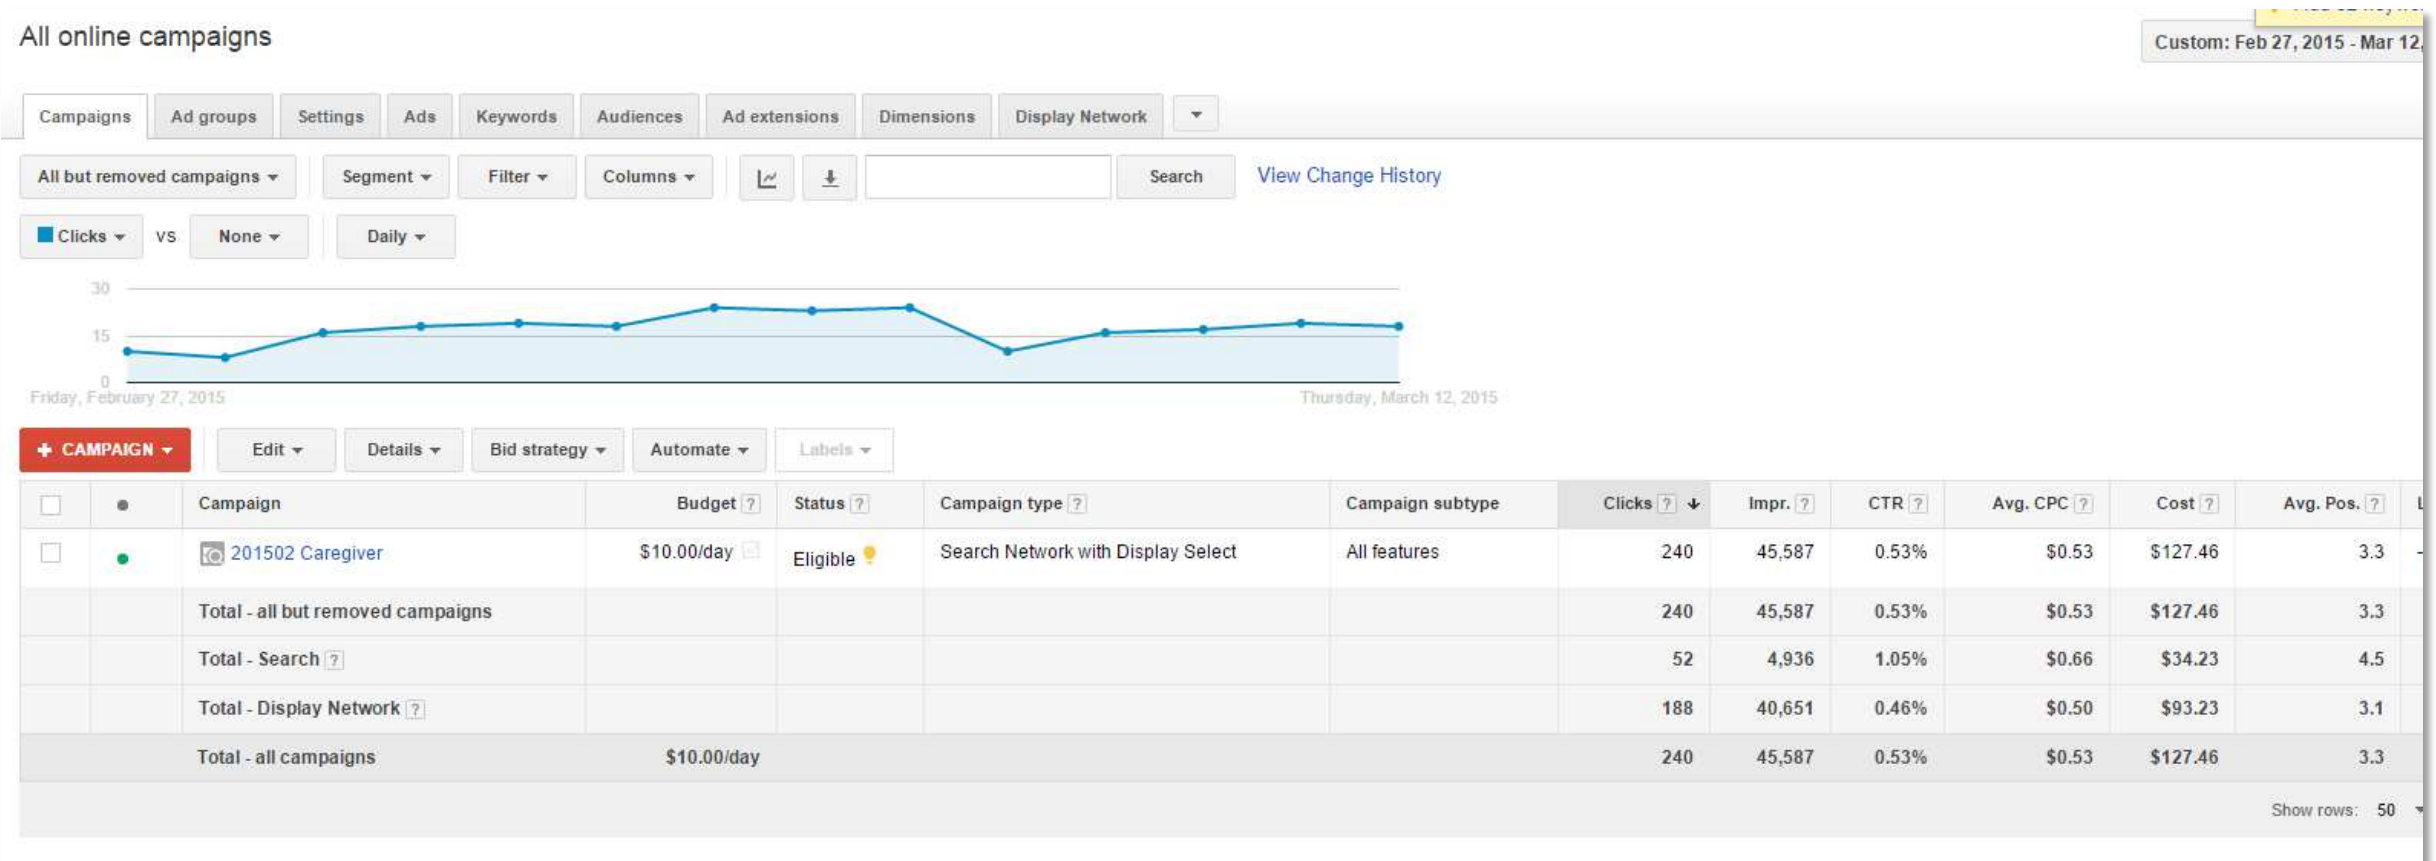 All online campaigns
Custom: Feb 27, 2015 - Mar 12,
Campaigns Ad groups Settings Ads Keywords Audiences Ad extensions Dimensions Display Network
All but removed campaigns Segment Filter Columns Search View Change History
Clicks vs None Daily
30
15
0
Friday, February 27, 2015 Thursday, March 12, 2015
+ CAMPAIGN Edit Details Bid strategy Automate Labels
Campaign Budget ? Status ? Campaign type ? Campaign subtype Clicks ? Impr. ? CTR ? Avg. CPC ? Cost ? Avg. Pos. ?
201502 Caregiver $10.00/day Eligible Search Network with Display Select All features 240 45,587 0.53% $0.53 $127.46 3.3
Total - all but removed campaigns 240 45,587 0.53% $0.53 $127.46 3.3
Total - Search ? 52 4,936 1.05% $0.66 $34.23 4.5
Total - Display Network ? 188 40,651 0.46% $0.50 $93.23 3.1
Total - all campaigns $10.00/day 240 45,587 0.53% $0.53 $127.46 3.3
Show rows: 50